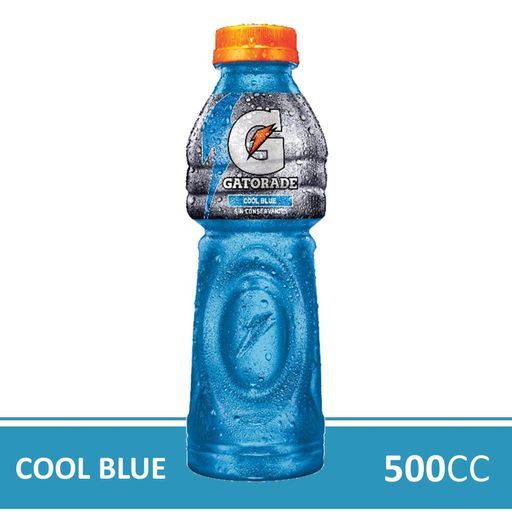 G
GATORADE
COOL BLUE
SIN CONSERVANTES
COOL BLUE
500CC